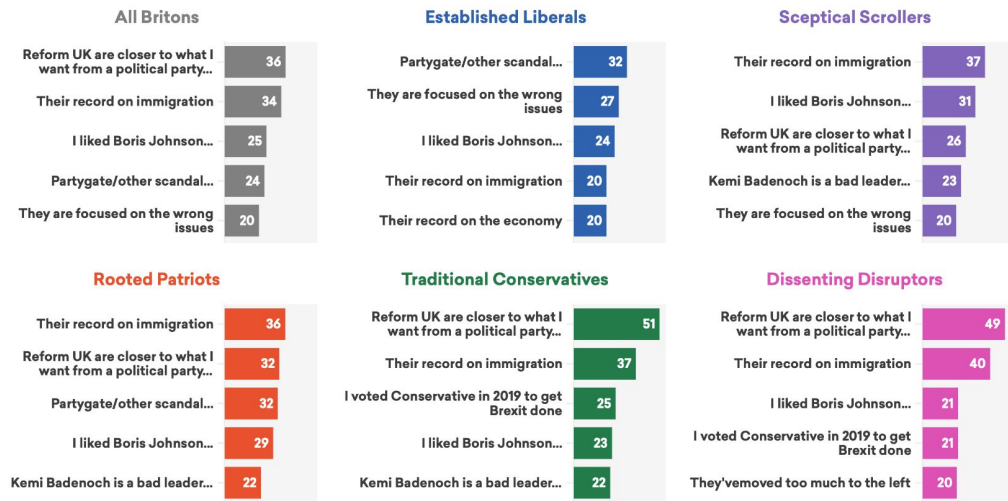 All Britons
Reform UK are closer to what I
want from a political party...
36
Their record on immigration
34
I liked Boris Johnson...
25
Partygate/other scandal...
24
They are focused on the wrong
issues
20
Established Liberals
Partygate/other scandal...
32
They are focused on the wrong
issues
27
I liked Boris Johnson...
24
Their record on immigration
20
Their record on the economy
20
Sceptical Scrollers
Their record on immigration
37
I liked Boris Johnson...
31
Reform UK are closer to what I
want from a political party...
26
Kemi Badenoch is a bad leader...
23
They are focused on the wrong
issues
20
Rooted Patriots
Their record on immigration
36
Reform UK are closer to what I
want from a political party...
32
Partygate/other scandal...
32
I liked Boris Johnson...
29
Kemi Badenoch is a bad leader...
22
Traditional Conservatives
Reform UK are closer to what I
want from a political party...
51
Their record on immigration
37
I voted Conservative in 2019 to get
Brexit done
25
I liked Boris Johnson...
23
Kemi Badenoch is a bad leader...
22
Dissenting Disruptors
Reform UK are closer to what I
want from a political party...
49
Their record on immigration
40
I liked Boris Johnson...
21
I voted Conservative in 2019 to get
Brexit done
21
They'vemoved too much to the left
20